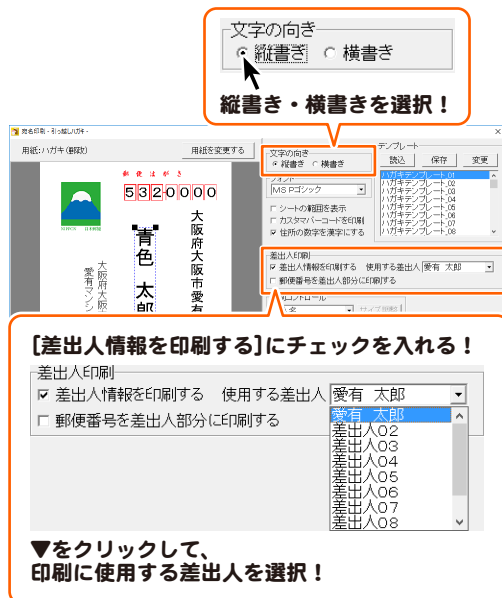 文字の向き
縦書き 横書き
縦書き・横書きを選択！
宛名印刷 - 引っ越しハガキ -
用紙:ハガキ(郵政)
用紙を変更する
郵便はがき
5320000
大阪府大阪市愛有
青色 太郎
大阪府大阪
愛有マンシ
文字の向き
縦書き 横書き
フォント
MS Pゴシック
シートの範囲を表示
カスタマバーコードを印刷
住所の数字を漢字にする
テンプレート
読込 保存 変更
ハガキテンプレート_01
ハガキテンプレート_02
ハガキテンプレート_03
ハガキテンプレート_04
ハガキテンプレート_05
ハガキテンプレート_06
ハガキテンプレート_07
ハガキテンプレート_08
差出人印刷
差出人情報を印刷する 使用する差出人 愛有 太郎
郵便番号を差出人部分に印刷する
[差出人情報を印刷する]にチェックを入れる！
差出人印刷
差出人情報を印刷する 使用する差出人 愛有 太郎
郵便番号を差出人部分に印刷する
愛有 太郎
差出人02
差出人03
差出人04
差出人05
差出人06
差出人07
差出人08
▼をクリックして、
印刷に使用する差出人を選択！